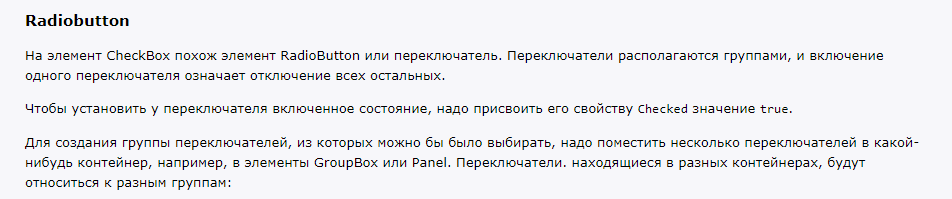 Radiobutton
На элемент CheckBox похож элемент RadioButton или переключатель. Переключатели располагаются группами, и включение
одного переключателя означает отключение всех остальных.
Чтобы установить у переключателя включенное состояние, надо присвоить его свойству Checked значение true.
Для создания группы переключателей, из которых можно бы было выбирать, надо поместить несколько переключателей в какой-
нибудь контейнер, например, в элементы GroupBox или Panel. Переключатели. находящиеся в разных контейнерах, будут
относиться к разным группам: